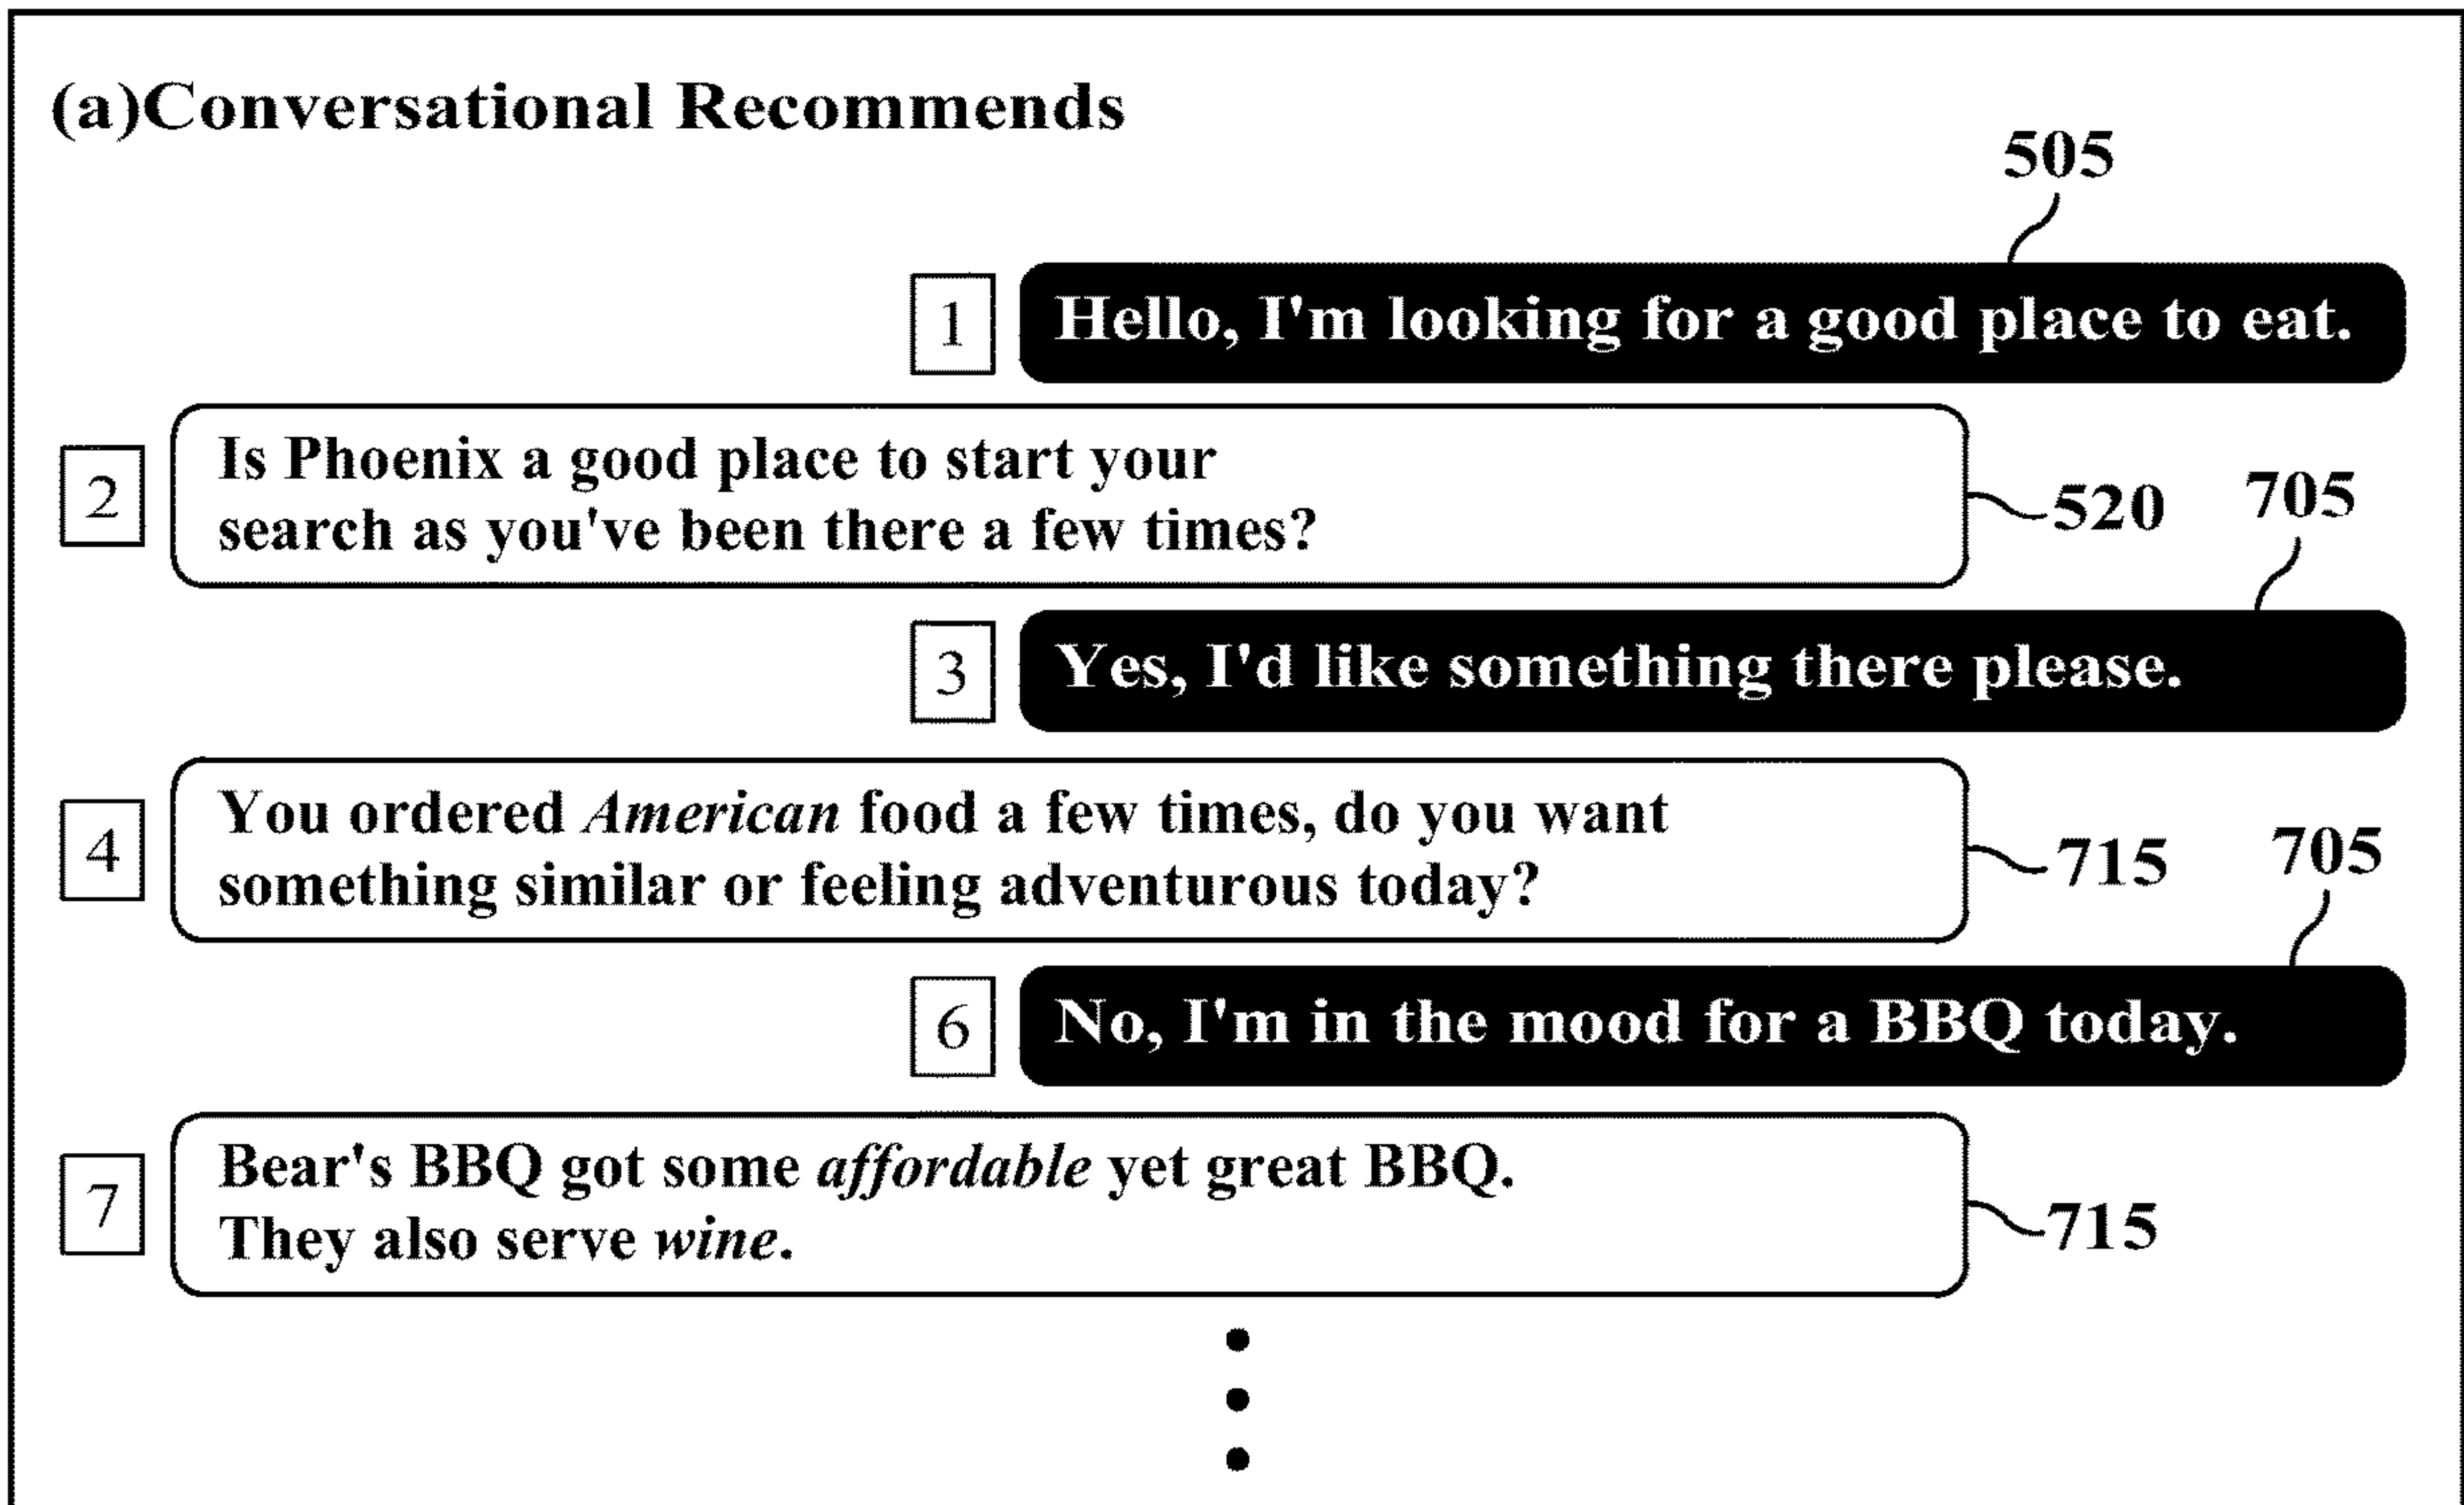 (a)Conversational Recommends
505
1 Hello, I'm looking for a good place to eat.
2 Is Phoenix a good place to start your
search as you've been there a few times?
520
705
3 Yes, I'd like something there please.
4 You ordered American food a few times, do you want
something similar or feeling adventurous today?
715
705
6 No, I'm in the mood for a BBQ today.
7 Bear's BBQ got some affordable yet great BBQ.
They also serve wine.
715